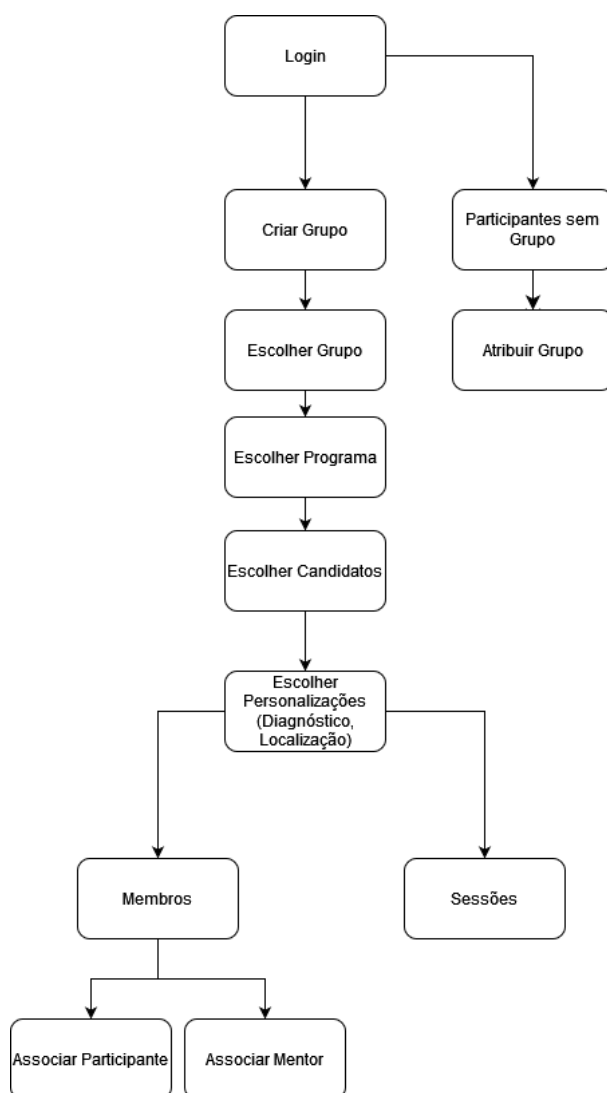 Login
Criar Grupo
Participantes sem
Grupo
Escolher Grupo
Atribuir Grupo
Escolher Programa
Escolher Candidatos
Escolher
Personalizações
(Diagnóstico,
Localização)
Membros
Sessões
Associar Participante
Associar Mentor